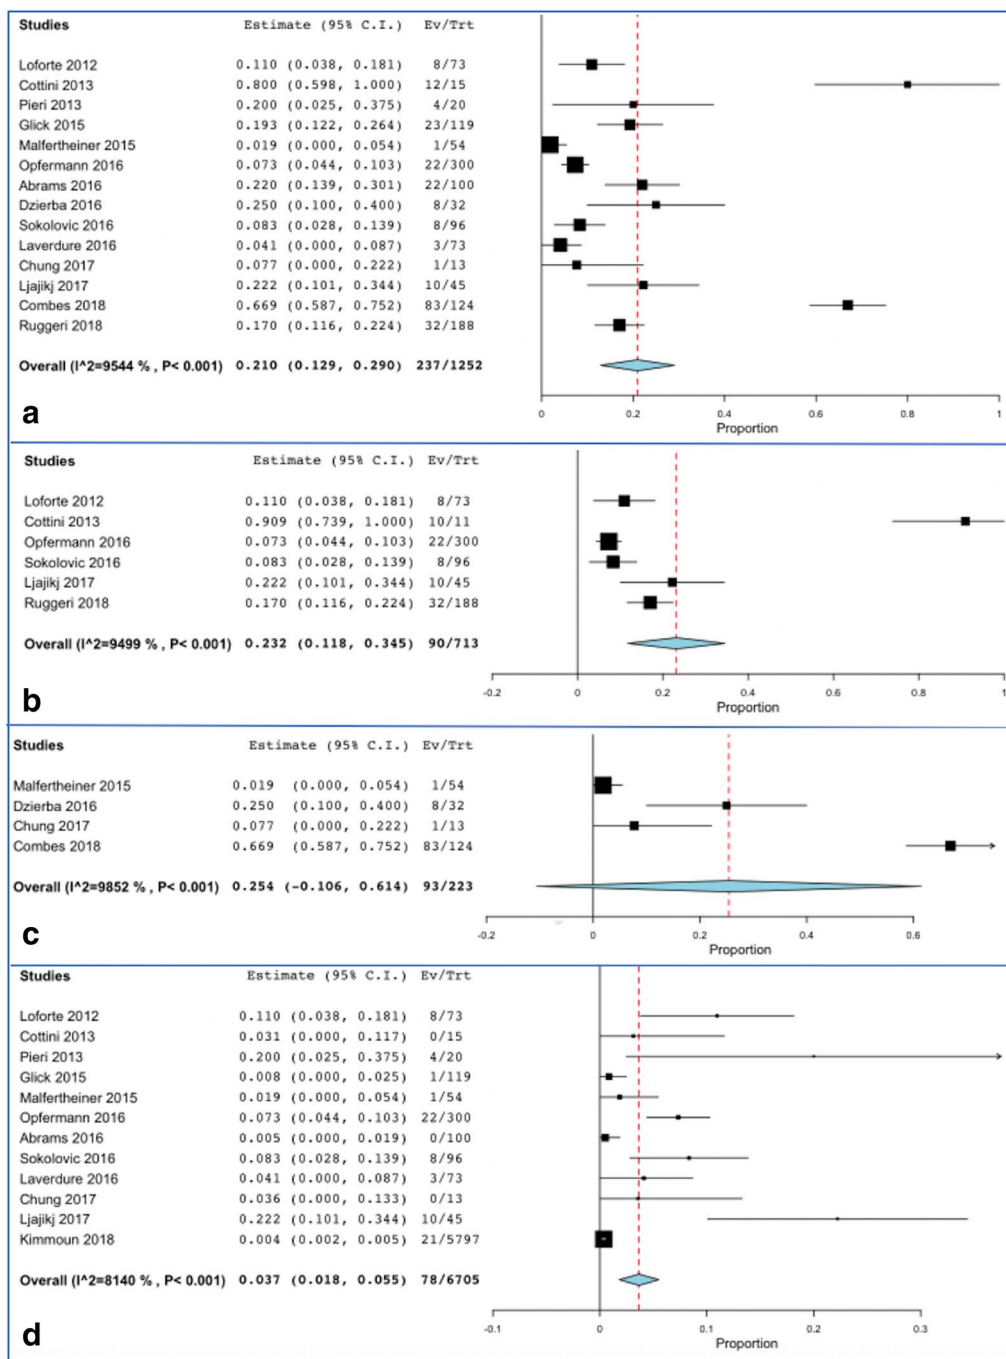 Studies Estimate (95% C.I.) Ev/Trt
Loforte 2012 0.110 (0.038, 0.181) 8/73
Cottini 2013 0.800 (0.598, 1.000) 12/15
Pieri 2013 0.200 (0.025, 0.375) 4/20
Glick 2015 0.193 (0.122, 0.264) 23/119
Malfertheiner 2015 0.019 (0.000, 0.054) 1/54
Opfermann 2016 0.073 (0.044, 0.103) 22/300
Abrams 2016 0.220 (0.139, 0.301) 22/100
Dzierba 2016 0.250 (0.100, 0.400) 8/32
Sokolovic 2016 0.083 (0.028, 0.139) 8/96
Laverdure 2016 0.041 (0.000, 0.087) 3/73
Chung 2017 0.077 (0.000, 0.222) 1/13
Ljajikj 2017 0.222 (0.101, 0.344) 10/45
Combes 2018 0.669 (0.587, 0.752) 83/124
Ruggeri 2018 0.170 (0.116, 0.224) 32/188
Overall (I^2=9544 % , P< 0.001) 0.210 (0.129, 0.290) 237/1252
0 0.2 0.4 0.6 0.8 1
Proportion
a
Studies Estimate (95% C.I.) Ev/Trt
Loforte 2012 0.110 (0.038, 0.181) 8/73
Cottini 2013 0.909 (0.739, 1.000) 10/11
Opfermann 2016 0.073 (0.044, 0.103) 22/300
Sokolovic 2016 0.083 (0.028, 0.139) 8/96
Ljajikj 2017 0.222 (0.101, 0.344) 10/45
Ruggeri 2018 0.170 (0.116, 0.224) 32/188
Overall (I^2=9499 % , P< 0.001) 0.232 (0.118, 0.345) 90/713
-0.2 0 0.2 0.4 0.6 0.8 1
Proportion
b
Studies Estimate (95% C.I.) Ev/Trt
Malfertheiner 2015 0.019 (0.000, 0.054) 1/54
Dzierba 2016 0.250 (0.100, 0.400) 8/32
Chung 2017 0.077 (0.000, 0.222) 1/13
Combes 2018 0.669 (0.587, 0.752) 83/124
Overall (I^2=9852 % , P< 0.001) 0.254 (-0.106, 0.614) 93/223
-0.2 0 0.2 0.4 0.6
Proportion
c
Studies Estimate (95% C.I.) Ev/Trt
Loforte 2012 0.110 (0.038, 0.181) 8/73
Cottini 2013 0.031 (0.000, 0.117) 0/15
Pieri 2013 0.200 (0.025, 0.375) 4/20
Glick 2015 0.008 (0.000, 0.025) 1/119
Malfertheiner 2015 0.019 (0.000, 0.054) 1/54
Opfermann 2016 0.073 (0.044, 0.103) 22/300
Abrams 2016 0.005 (0.000, 0.019) 0/100
Sokolovic 2016 0.083 (0.028, 0.139) 8/96
Laverdure 2016 0.041 (0.000, 0.087) 3/73
Chung 2017 0.036 (0.000, 0.133) 0/13
Ljajikj 2017 0.222 (0.101, 0.344) 10/45
Kimmoun 2018 0.004 (0.002, 0.005) 21/5797
Overall (I^2=8140 % , P< 0.001) 0.037 (0.018, 0.055) 78/6705
-0.1 0 0.1 0.2 0.3
Proportion
d